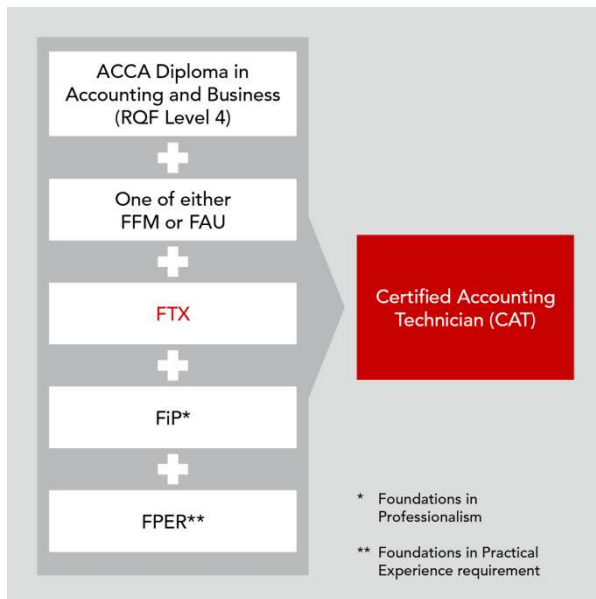 ACCA Diploma in
Accounting and Business
(RQF Level 4)
One of either
FFM or FAU
FTX
FiP*
FPER**
Certified Accounting
Technician (CAT)
* Foundations in
Professionalism
** Foundations in Practical
Experience requirement